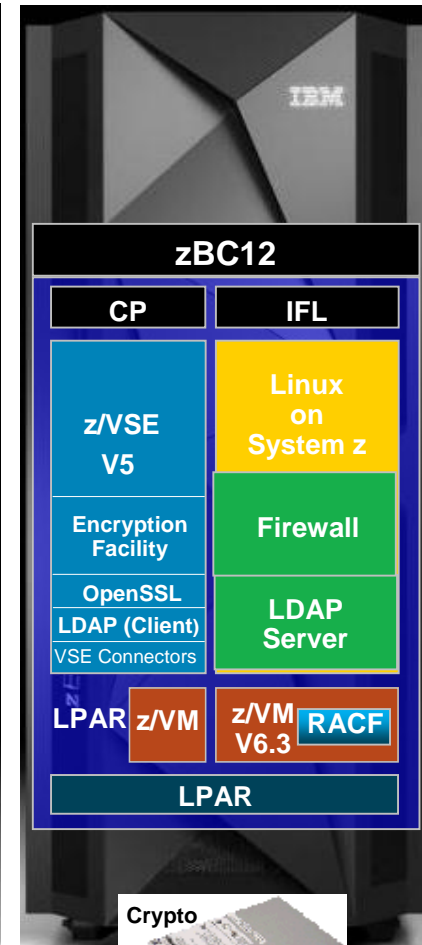 IBM
zBC12
CP
IFL
z/VSE
V5
Encryption
Facility
OpenSSL
LDAP (Client)
VSE Connectors
Linux
on
System z
Firewall
LDAP
Server
LPAR
z/VM
z/VM
V6.3
RACF
LPAR
Crypto